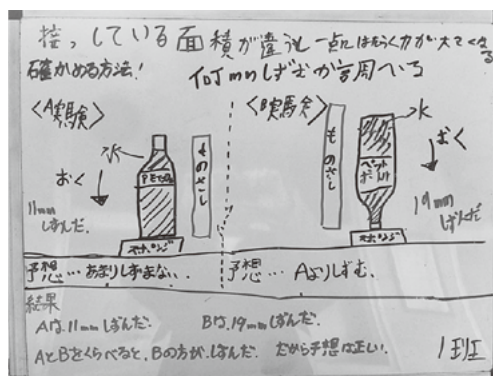 接している面積が違うと一点にはたらく力が大きくなる
確かめる方法！
何mmしずむか調べる
〈A実験〉
〈B実験〉
水
水
おく
おく
ものさし
ものさし
ペットボトル
11mm
しずんだ。
19mm
しずんだ。
スポンジ
スポンジ
予想…あまりしずまない…
予想…Aよりしずむ。
結果
Aは11mmしずんだ。
Bは19mmしずんだ。
AとBをくらべると、Bの方がしずんだ。だから予想は正しい。
1班